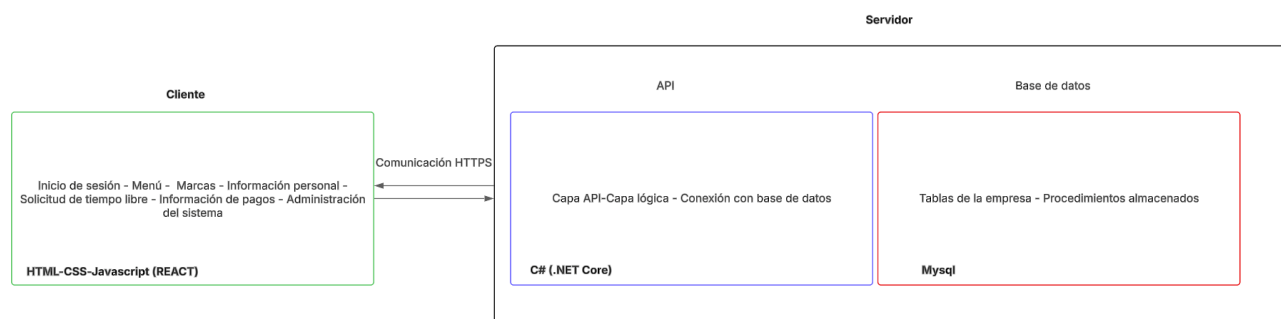 Servidor
API
Base de datos
Cliente
Comunicación HTTPS
Inicio de sesión - Menú - Marcas - Información personal -
Solicitud de tiempo libre - Información de pagos - Administración
del sistema
Capa API-Capa lógica - Conexión con base de datos
Tablas de la empresa - Procedimientos almacenados
HTML-CSS-Javascript (REACT)
C# (.NET Core)
Mysql